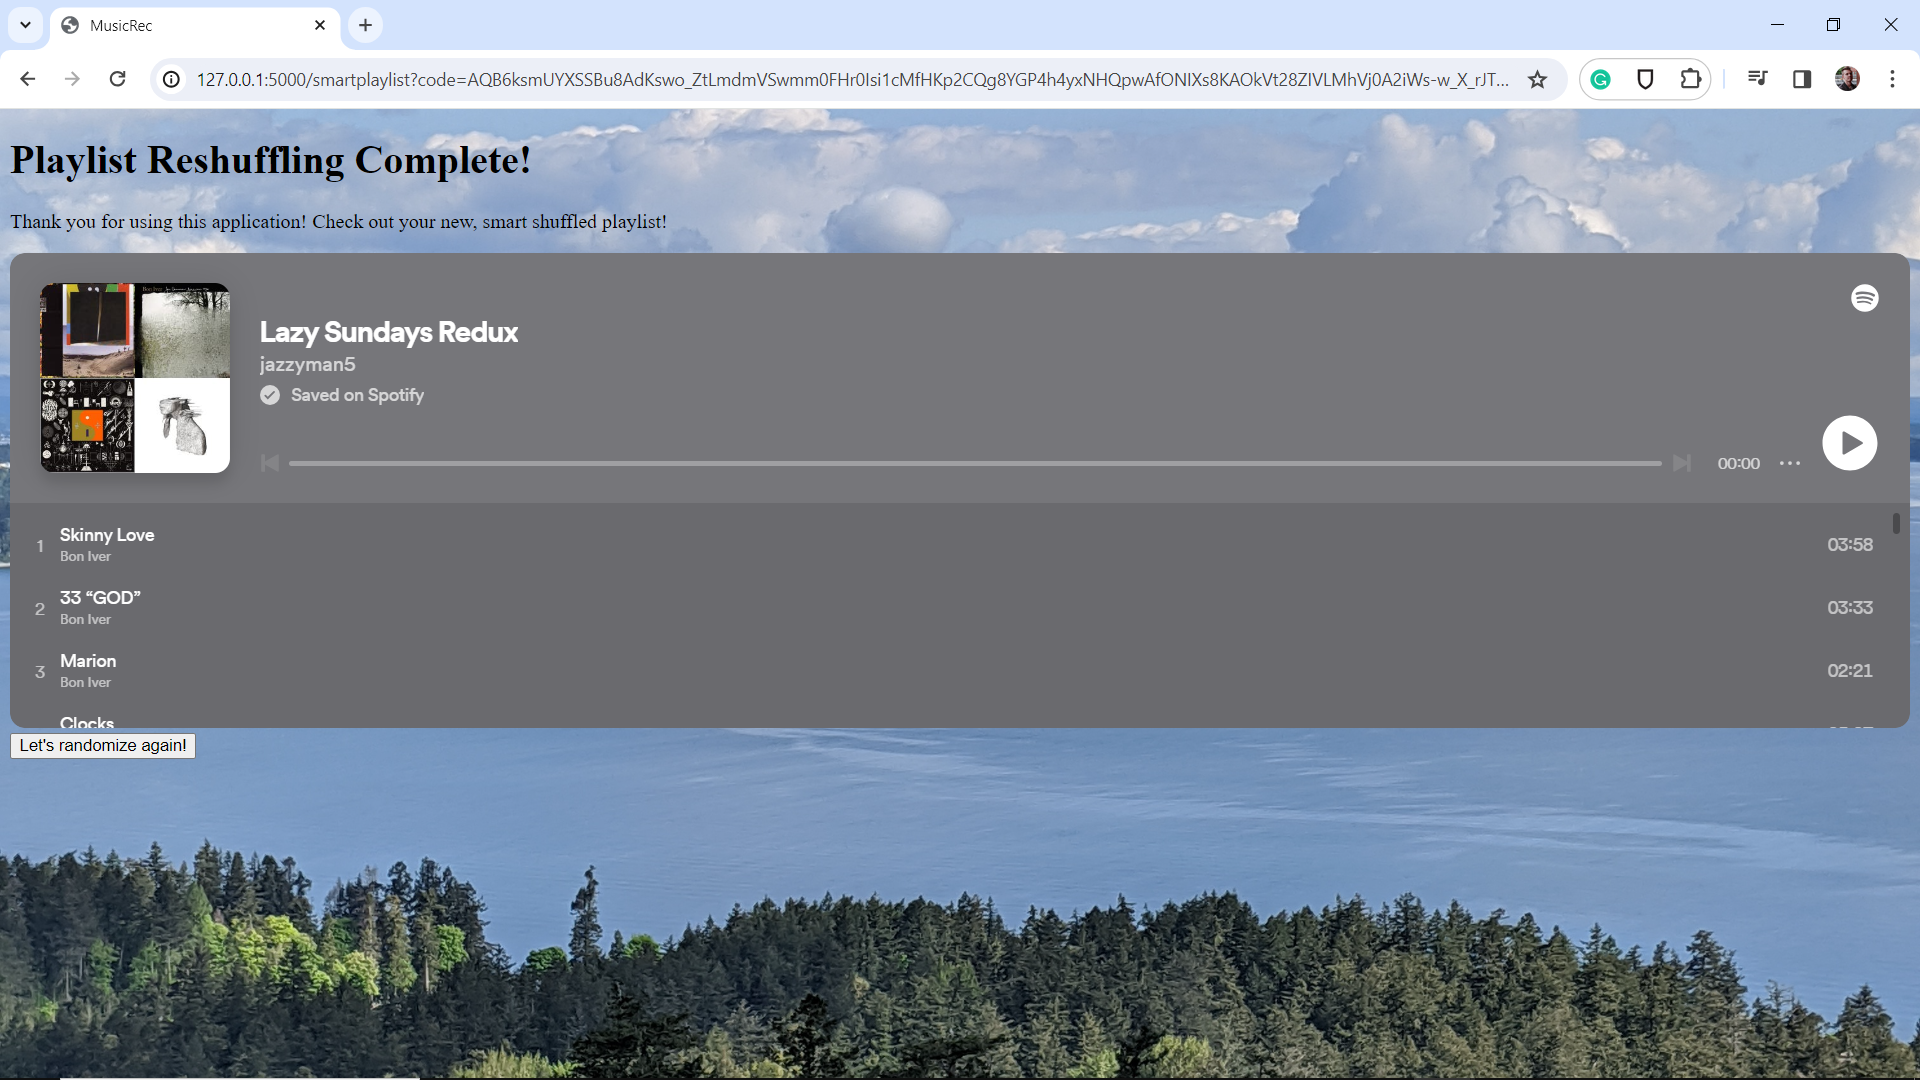 MusicRec
127.0.0.1:5000/smartplaylist?code=AQB6ksmUYXSSBu8AdKswo_ZtLmdmVSwmm0FHr0Isi1cMfHKp2CQg8YGP4h4yxNHQpwAfONIXs8KAOkVt28ZIVLMhVj0A2iWs-w_X_rJT...
Playlist Reshuffling Complete!
Thank you for using this application! Check out your new, smart shuffled playlist!
Lazy Sundays Redux
jazzyman5
Saved on Spotify
00:00
1 Skinny Love 03:58
Bon Iver
2 33 “GOD” 03:33
Bon Iver
3 Marion 02:21
Bon Iver
Clocks
Let's randomize again!